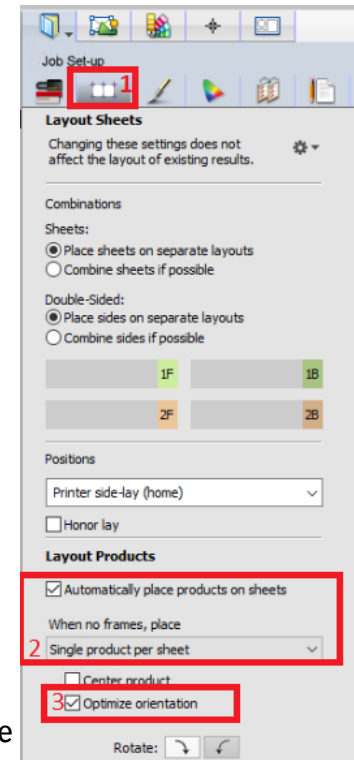 Job Set-up
1
Layout Sheets
Changing these settings does not
affect the layout of existing results.
Combinations
Sheets:
Place sheets on separate layouts
Combine sheets if possible
Double-Sided:
Place sides on separate layouts
Combine sides if possible
1F 1B
2F 2B
Positions
Printer side-lay (home)
Honor lay
Layout Products
Automatically place products on sheets
When no frames, place
2 Single product per sheet
Center product
3 Optimize orientation
e
Rotate: